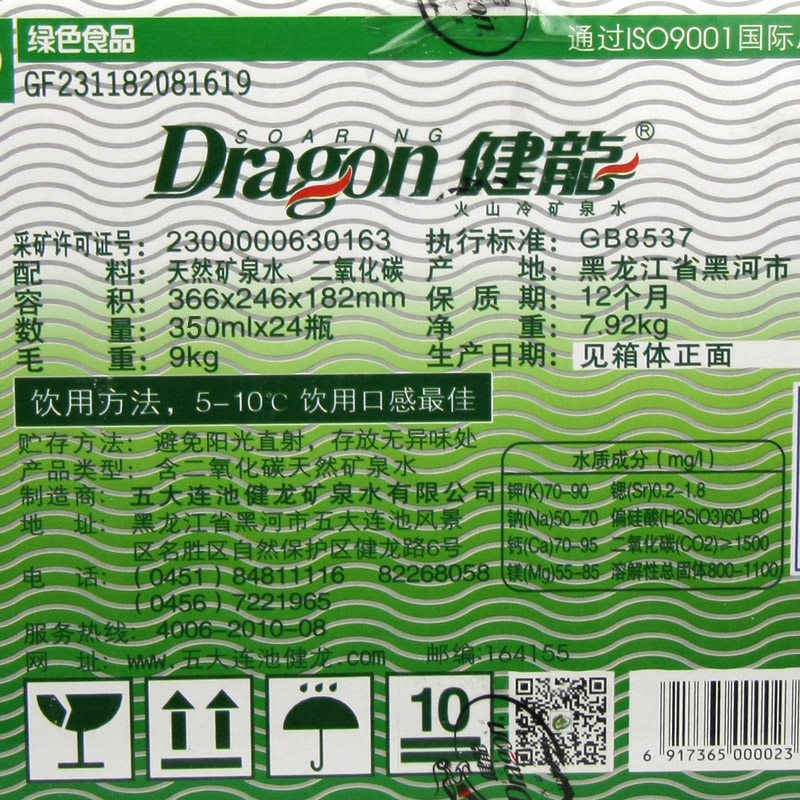 绿色食品
通过ISO9001国际
GF231182081619
SOARING
Dragon 健龍®
火山冷矿泉水
采矿许可证号: 2300000630163 执行标准: GB8537
配 料: 天然矿泉水、二氧化碳 产 地: 黑龙江省黑河市
容 积: 366x246x182mm 保 质 期: 12个月
数 量: 350mlx24瓶 净 重: 7.92kg
毛 重: 9kg 生产日期: 见箱体正面
饮用方法, 5-10℃ 饮用口感最佳
贮存方法: 避免阳光直射, 存放无异味处
产品类型: 含二氧化碳天然矿泉水
制造商: 五大连池健龙矿泉水有限公司
地 址: 黑龙江省黑河市五大连池风景
区名胜区自然保护区健龙路6号
电 话: (0451) 84811116 82268058
(0456) 7221965
服务热线: 4006-2010-08
网 址: www.五大连池健龙.com 邮编:164155
水质成分(mg/l)
钾(K)70-90 锶(Sr)0.2-1.8
钠(Na)50-70 偏硅酸(H2SiO3)60-80
钙(Ca)70-95 二氧化碳(CO2)≥1500
镁(Mg)55-85 溶解性总固体800-1100
10
6 917365 000023